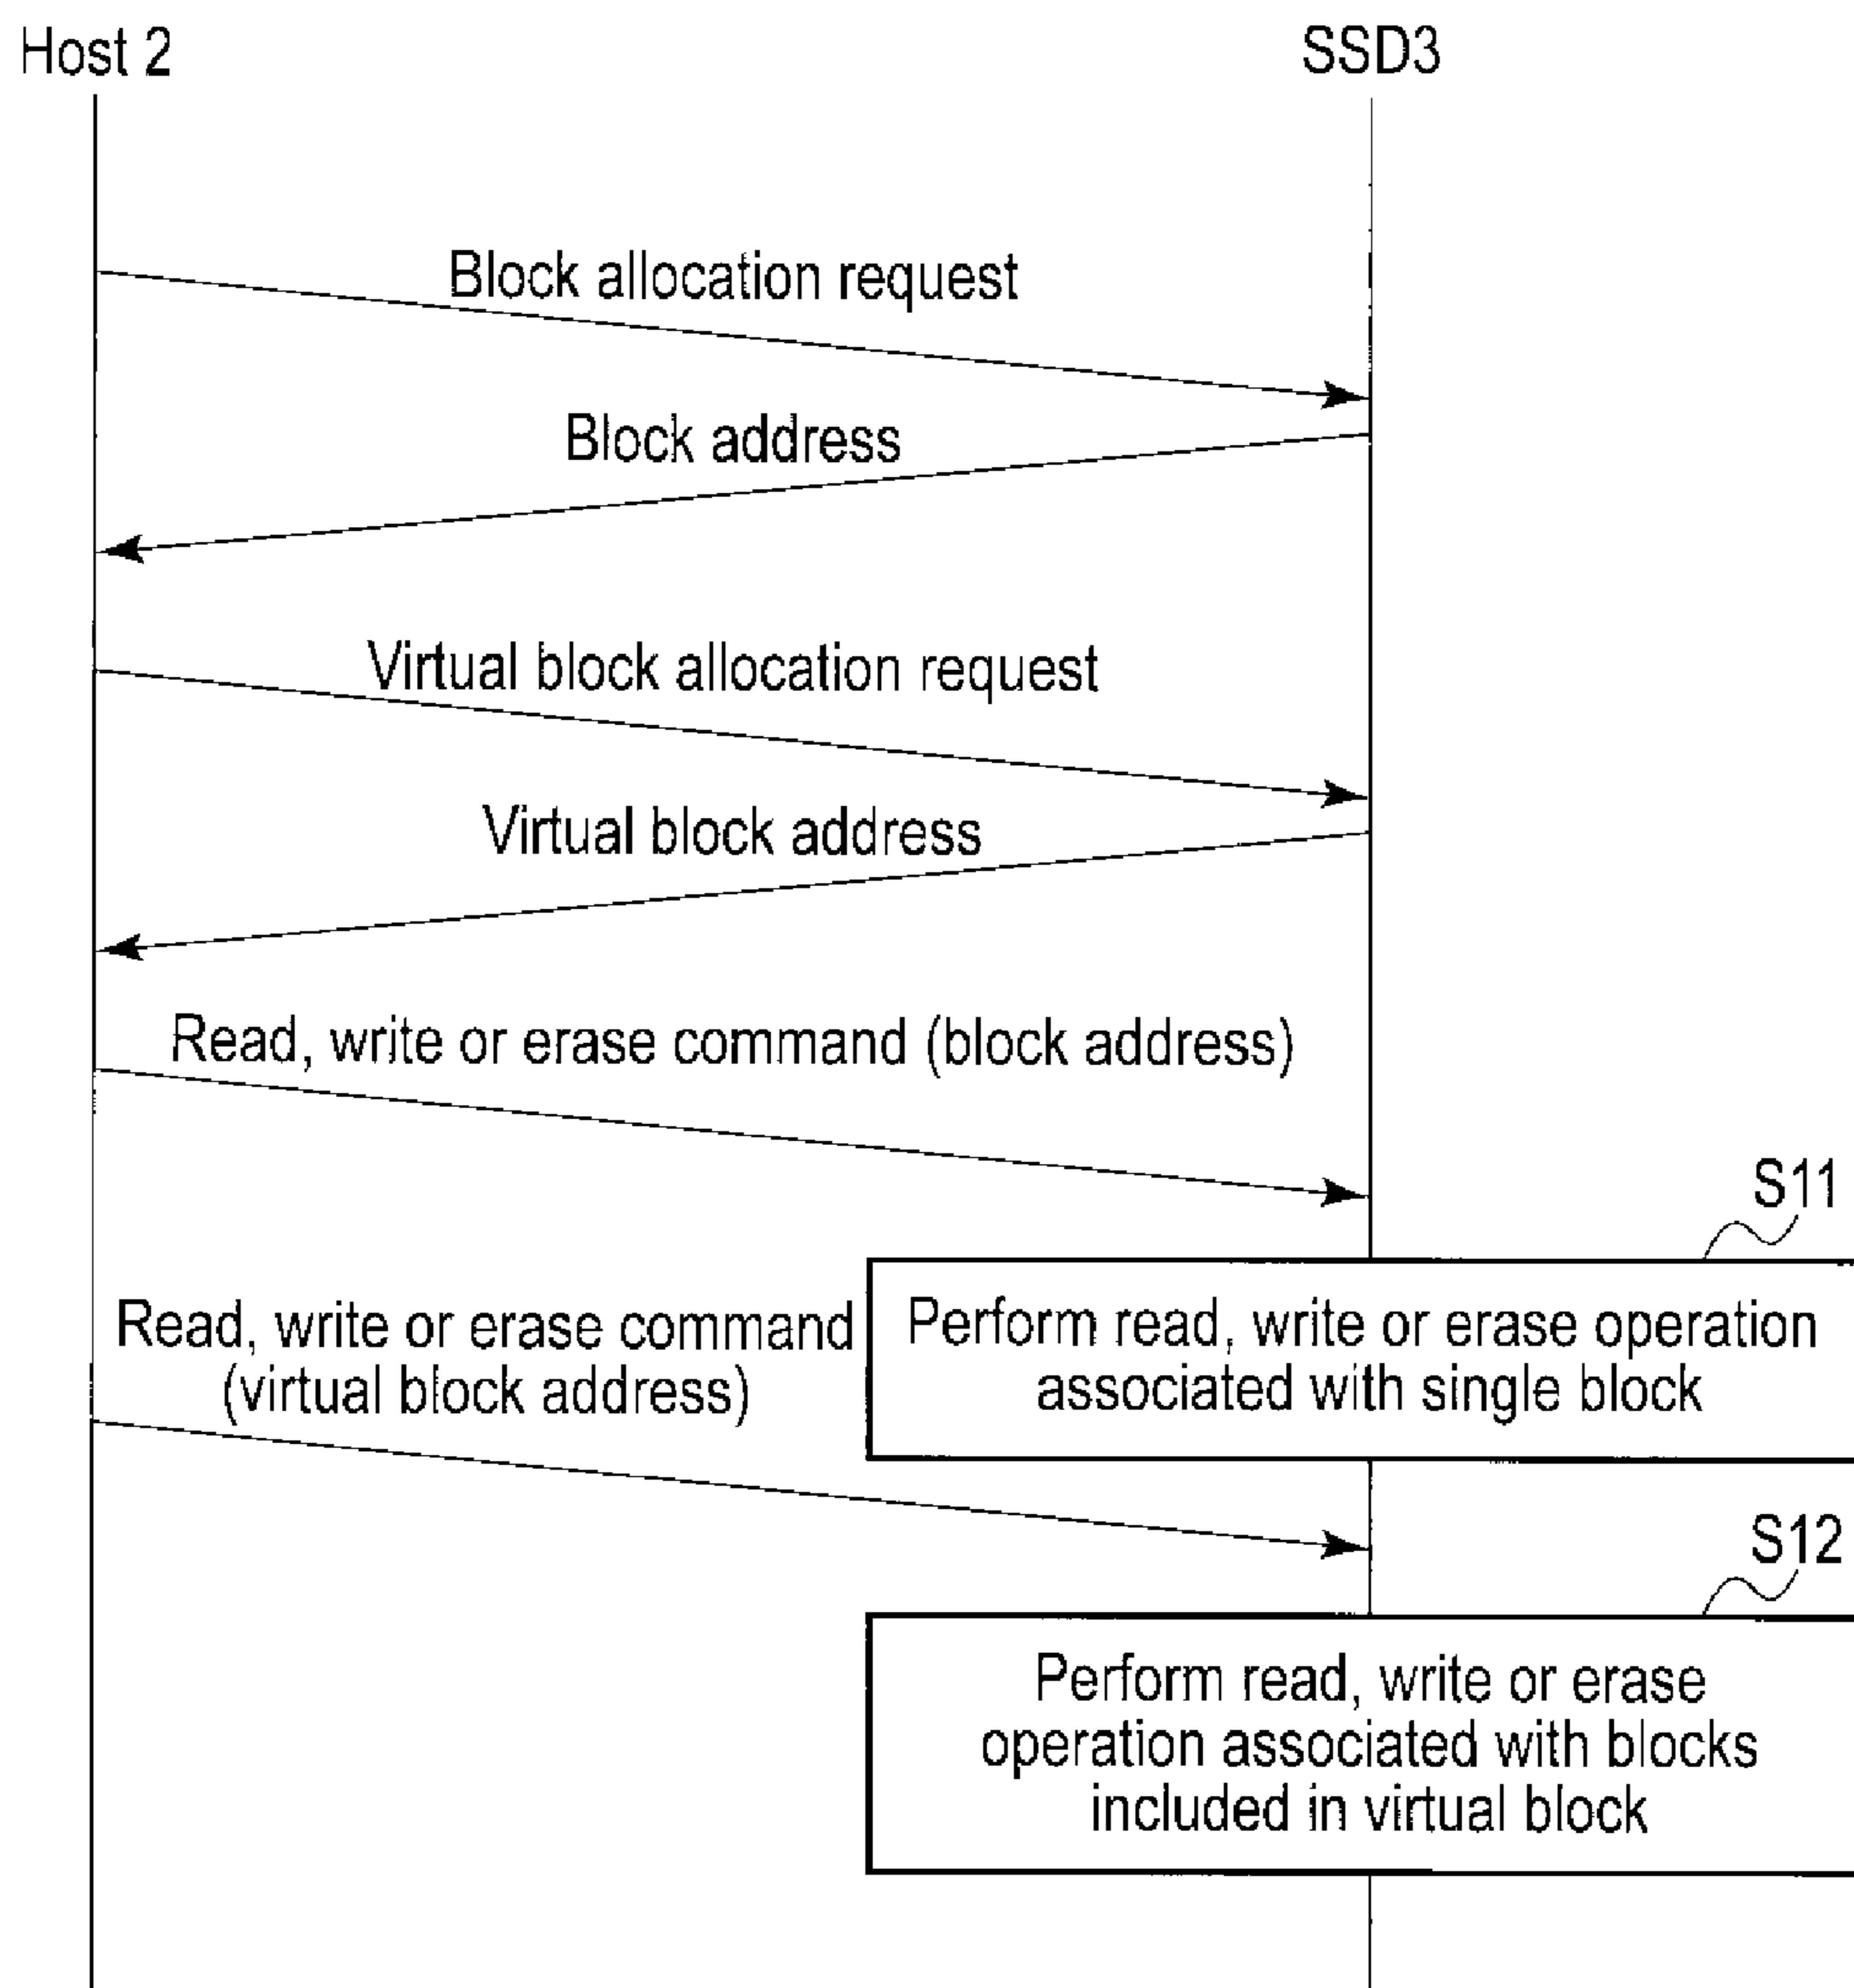 Host 2
SSD3
Block allocation request
Block address
Virtual block allocation request
Virtual block address
Read, write or erase command (block address)
S11
Read, write or erase command
(virtual block address)
Perform read, write or erase operation
associated with single block
S12
Perform read, write or erase
operation associated with blocks
included in virtual block